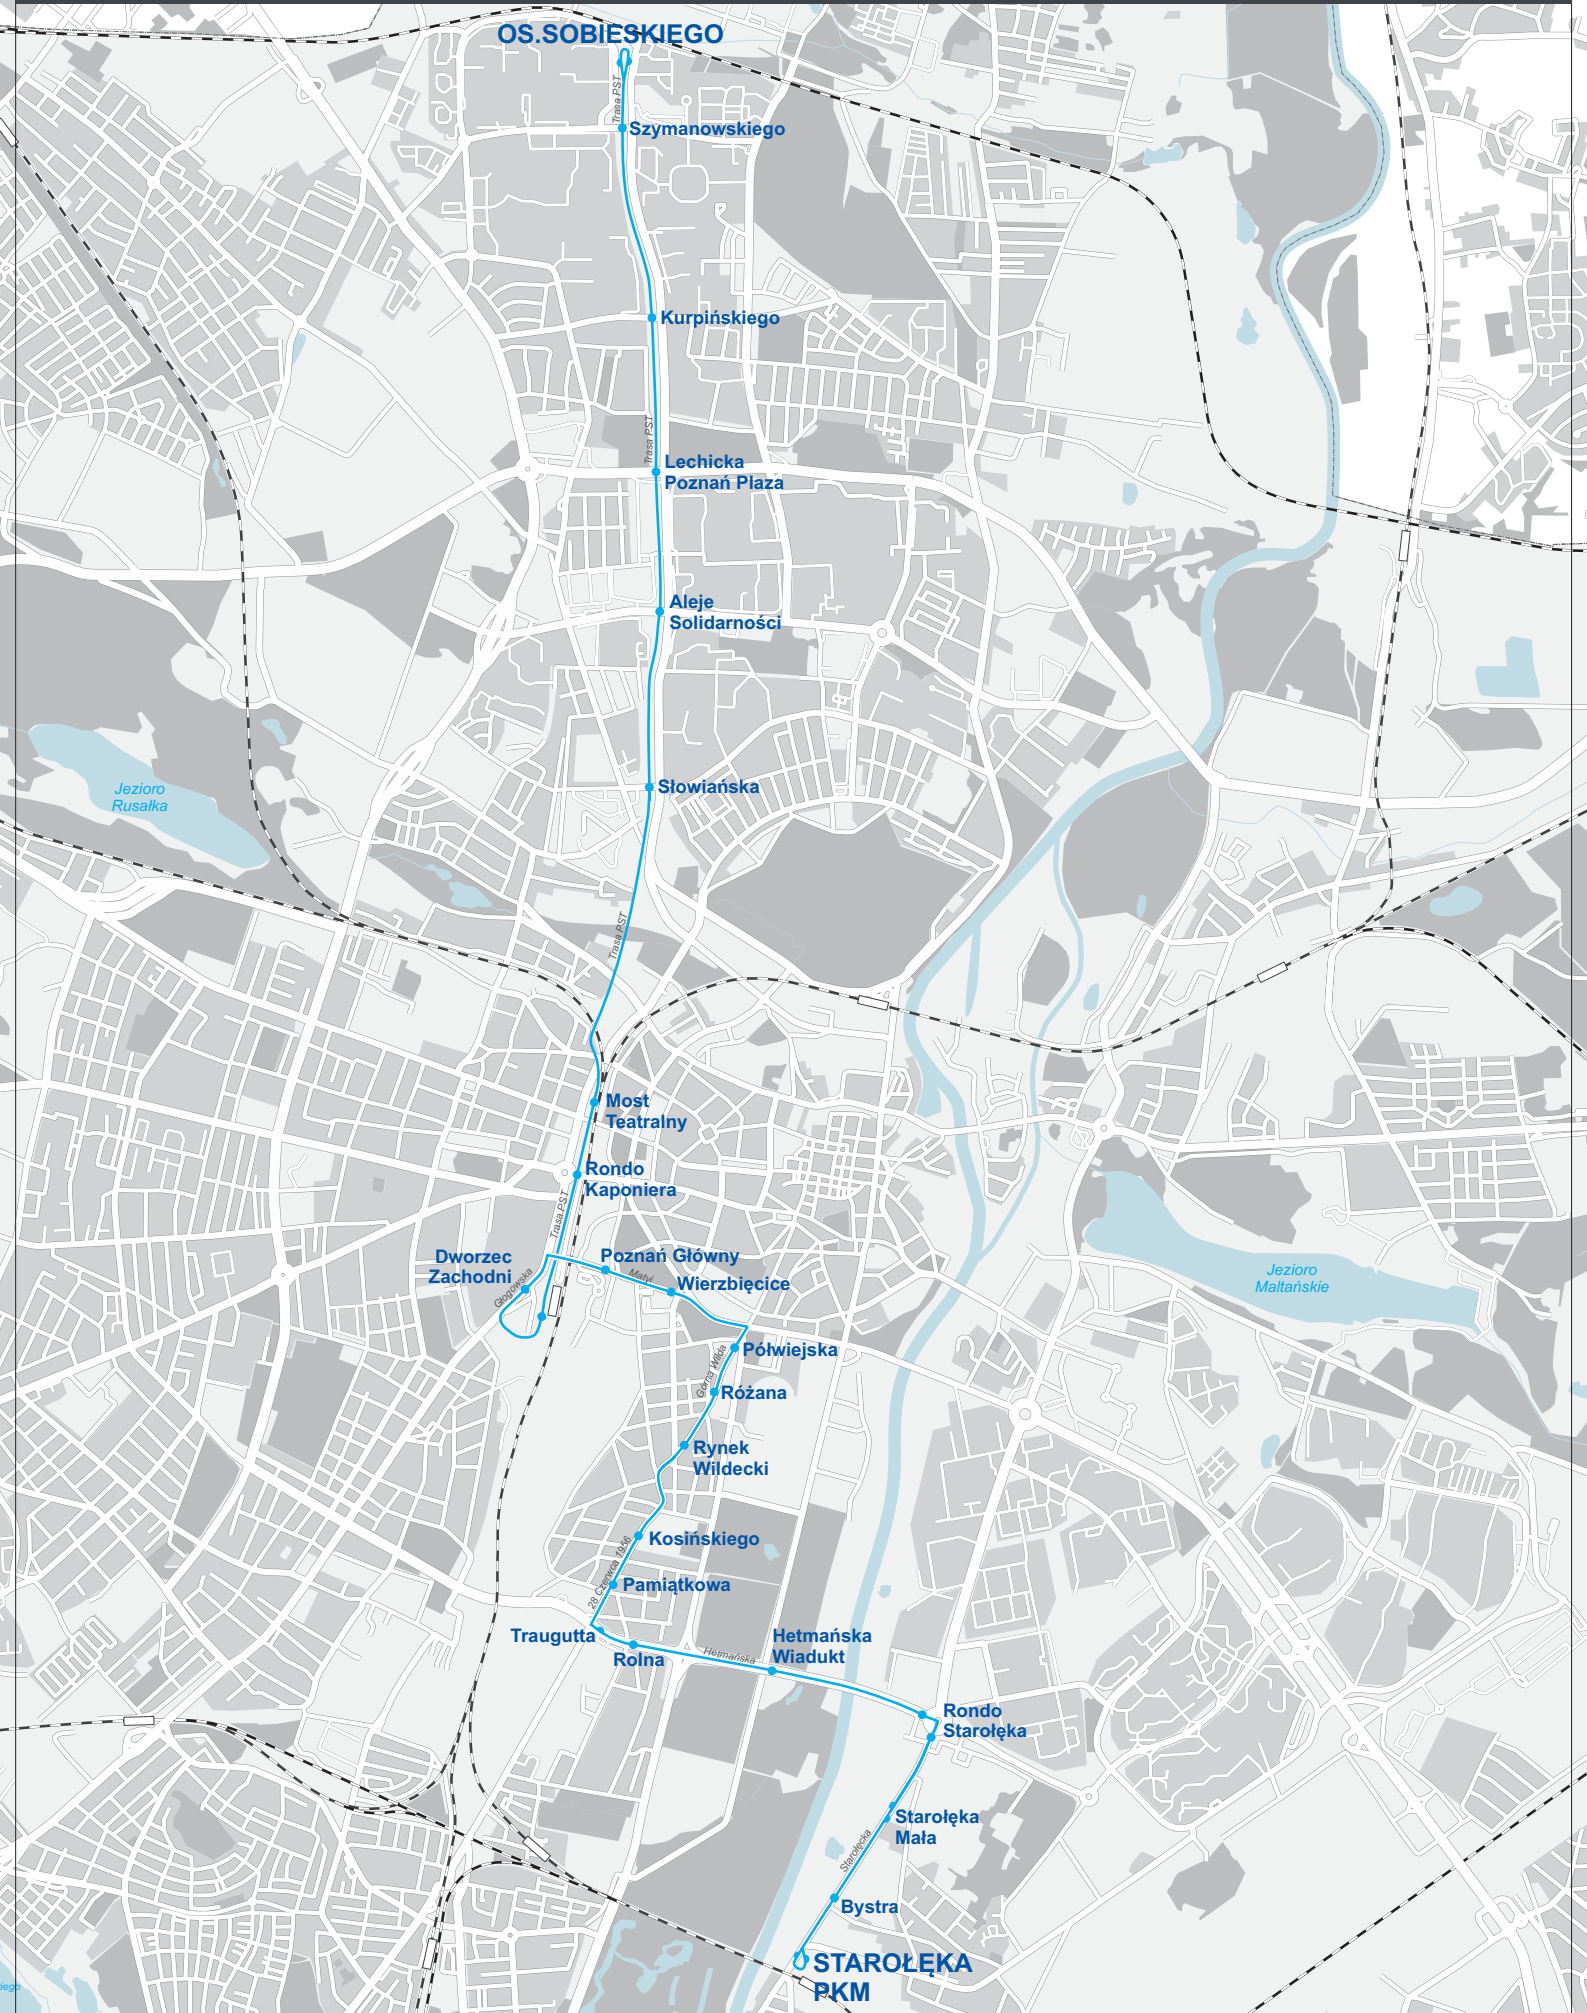 OS.SOBIESKIEGO
Trasa PST
Szymanowskiego
Kurpińskiego
Trasa PST
Lechicka
Poznań Plaza
Aleje
Solidarności
Jezioro
Rusałka
Słowiańska
Trasa PST
Most
Teatralny
Rondo
Kaponiera
Trasa PST
Dworzec
Zachodni
Głogowska
Poznań Główny
Matyi
Wierzbięcice
Jezioro
Maltańskie
Półwiejska
Górna Wilda
Różana
Rynek
Wildecki
Kosińskiego
28 Czerwca 1956
Pamiątkowa
Traugutta
Rolna
Hetmańska
Hetmańska
Wiadukt
Rondo
Starołęka
Starołęka
Mała
Starołęcka
Bystra
STAROŁĘKA
PKM